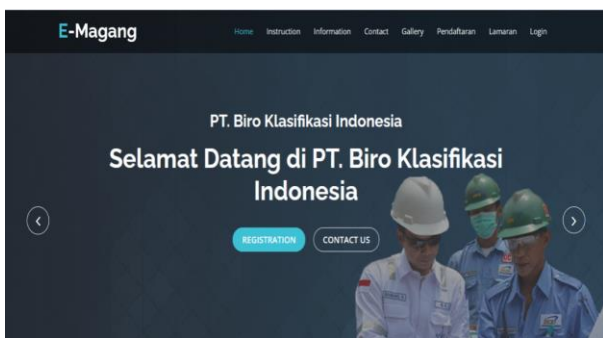 E-Magang
Home Instruction Information Contact Gallery Pendaftaran Lamaran Login
PT. Biro Klasifikasi Indonesia
Selamat Datang di PT. Biro Klasifikasi
Indonesia
REGISTRATION CONTACT US